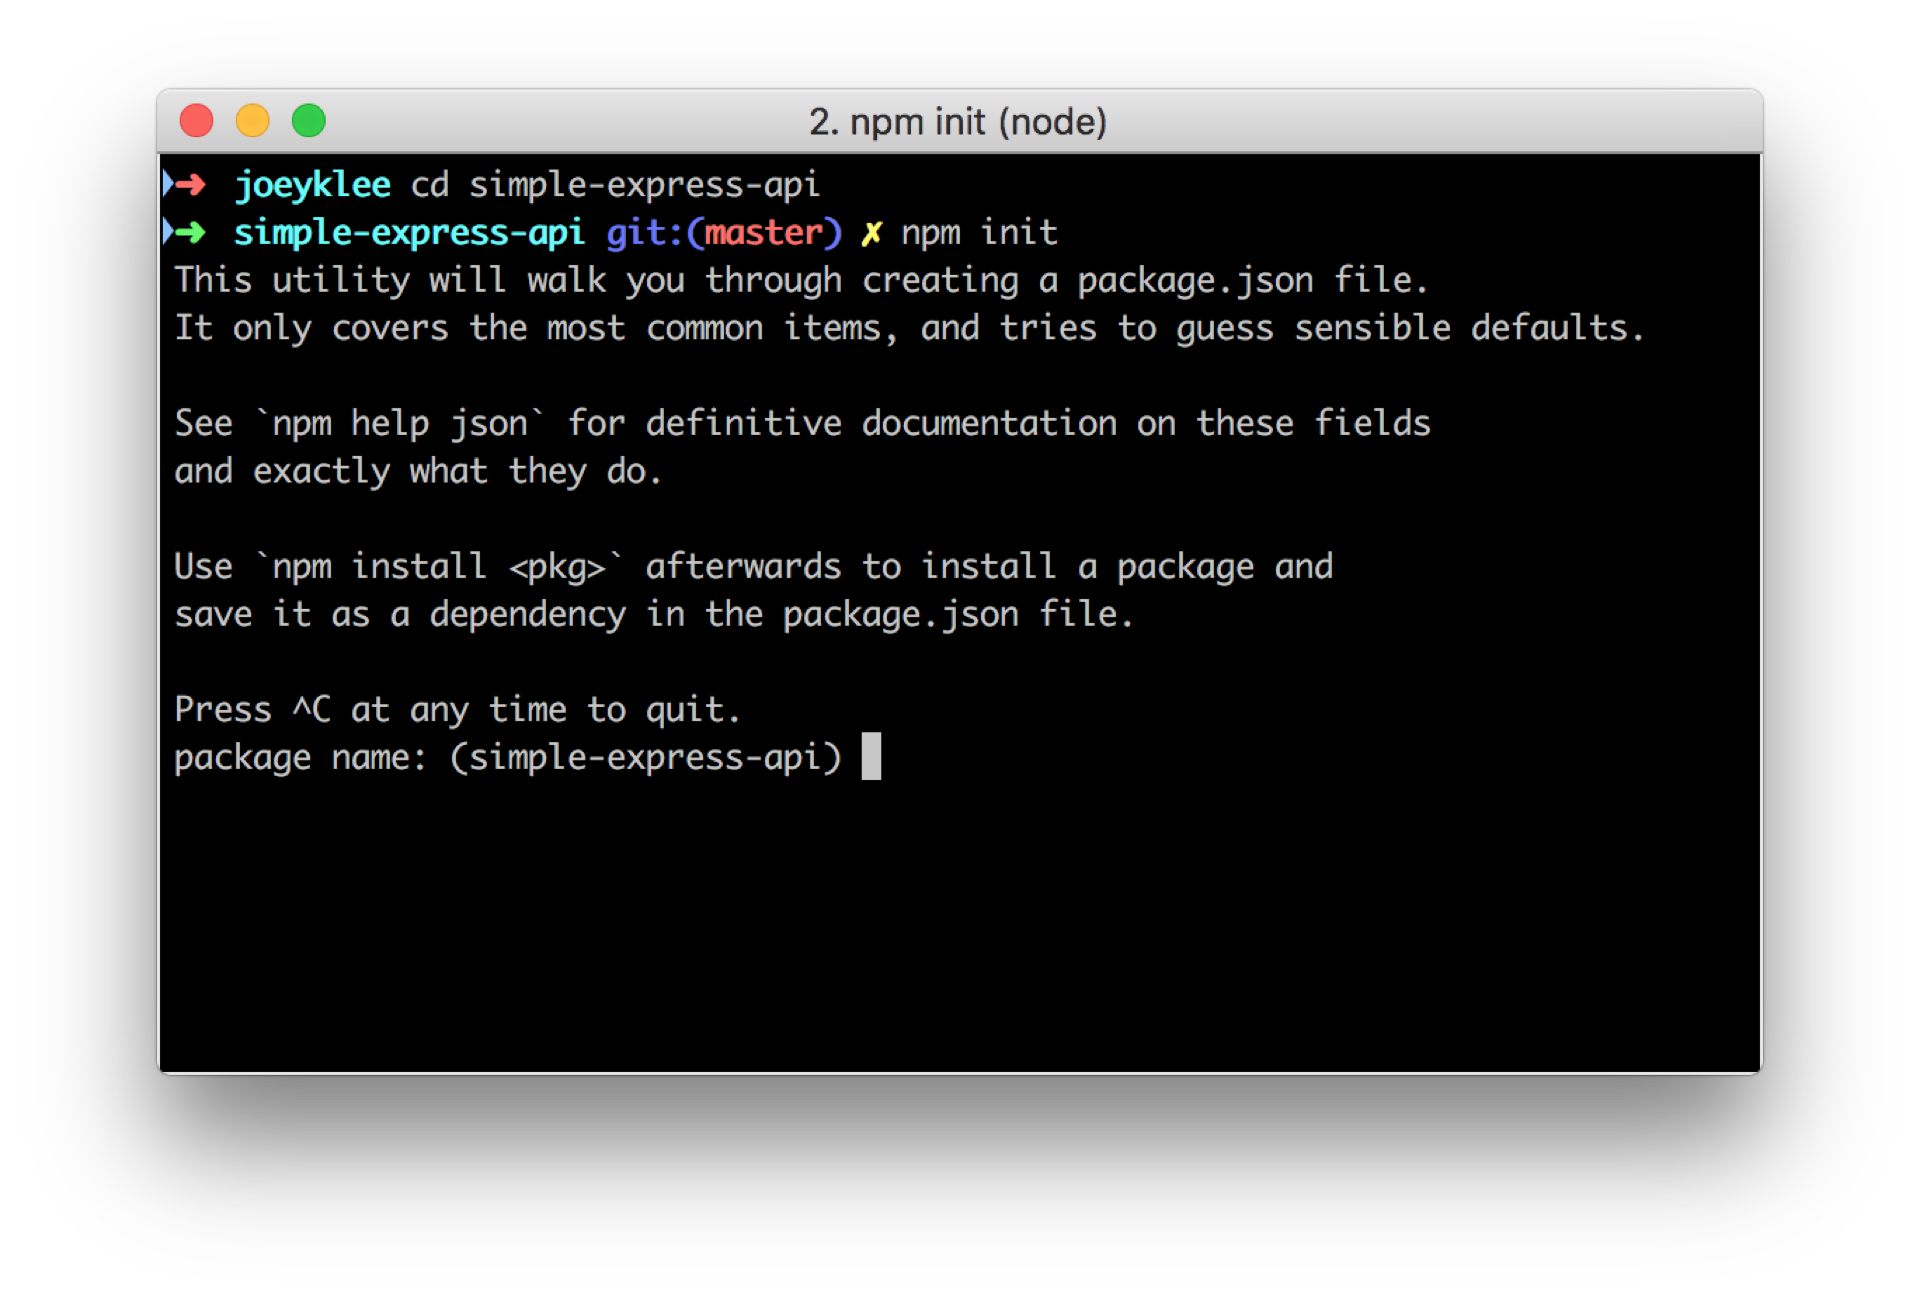 2. npm init (node)
➜ joeyklee cd simple-express-api
➜ simple-express-api git:(master) ✗ npm init
This utility will walk you through creating a package.json file.
It only covers the most common items, and tries to guess sensible defaults.
See `npm help json` for definitive documentation on these fields
and exactly what they do.
Use `npm install <pkg>` afterwards to install a package and
save it as a dependency in the package.json file.
Press ^C at any time to quit.
package name: (simple-express-api)